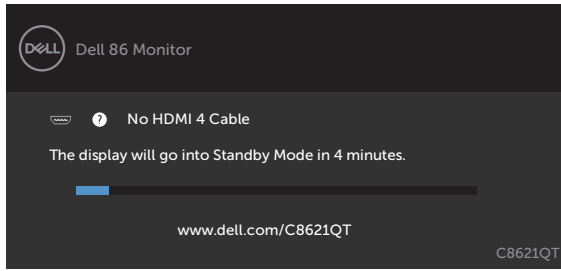 DELL
Dell 86 Monitor
? No HDMI 4 Cable
The display will go into Standby Mode in 4 minutes.
www.dell.com/C8621QT
C8621QT